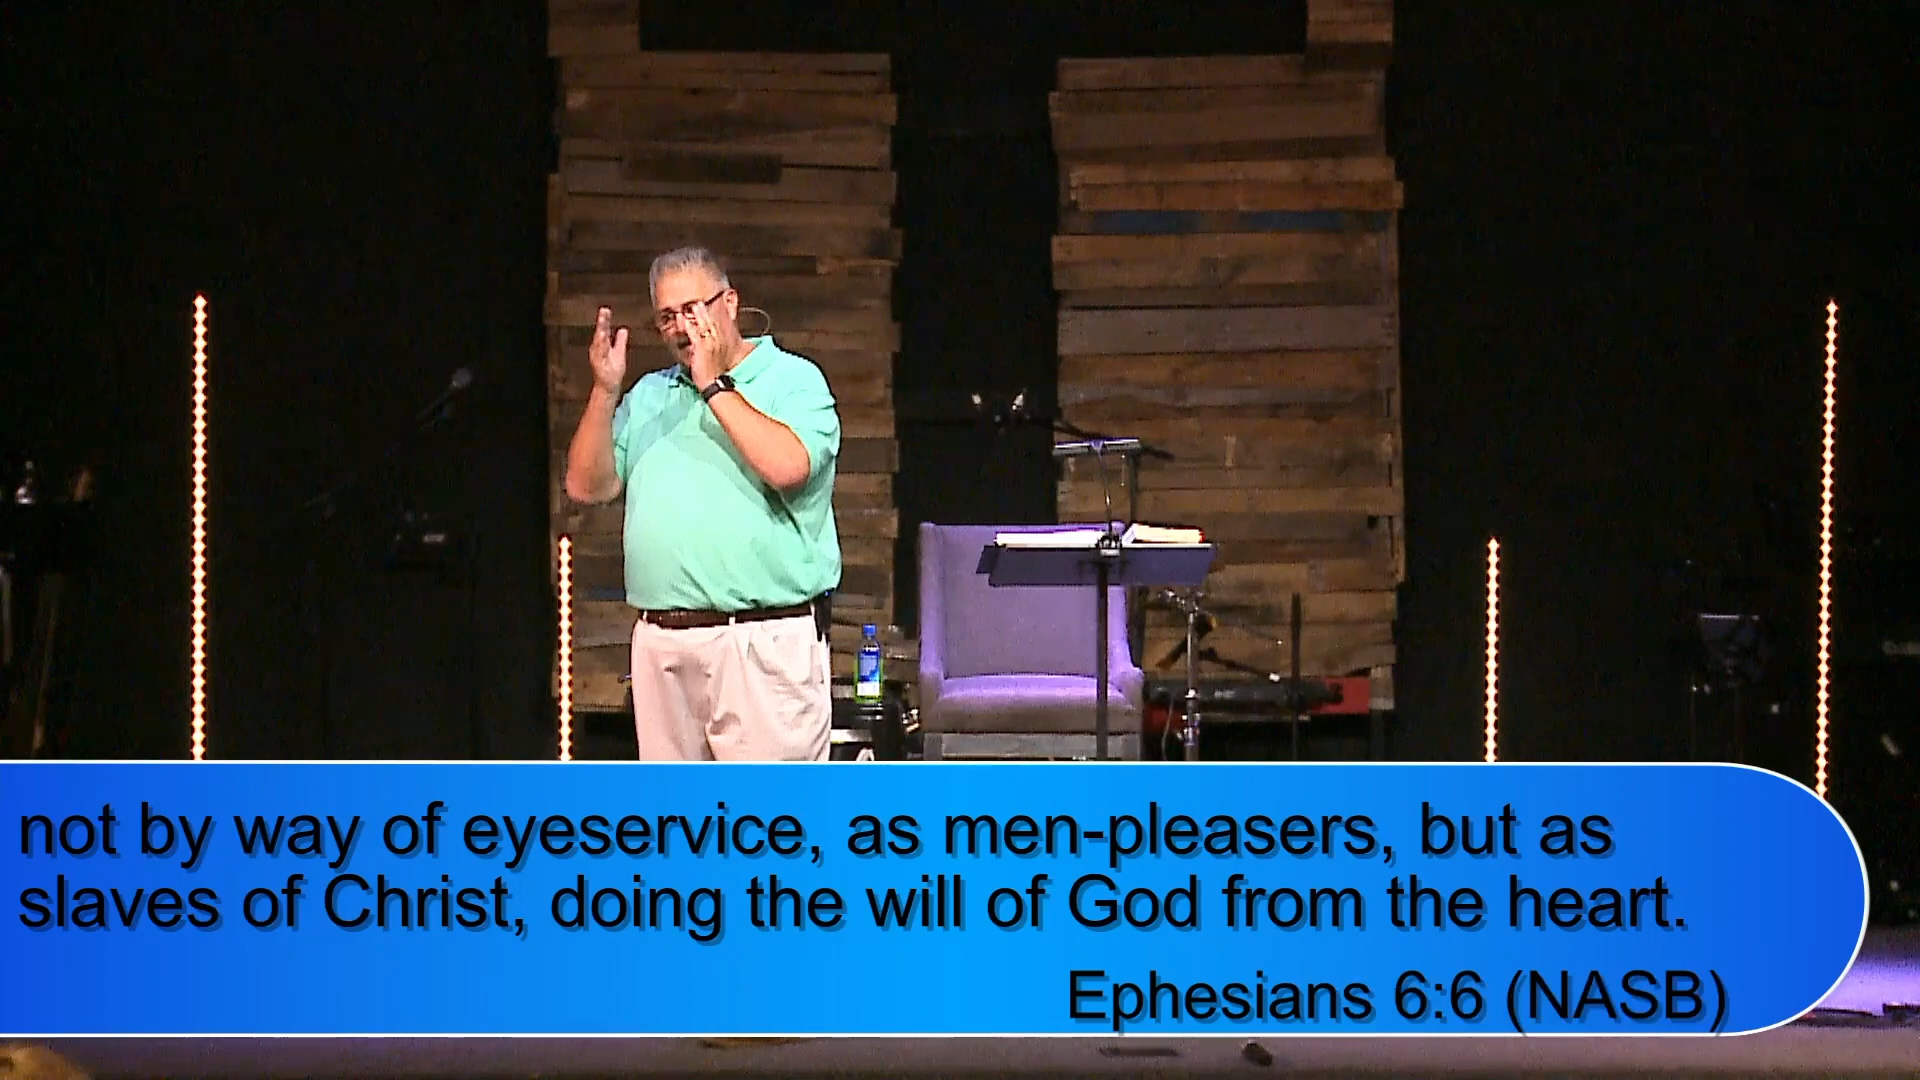 not by way of eyeservice, as men-pleasers, but as
slaves of Christ, doing the will of God from the heart.
Ephesians 6:6 (NASB)